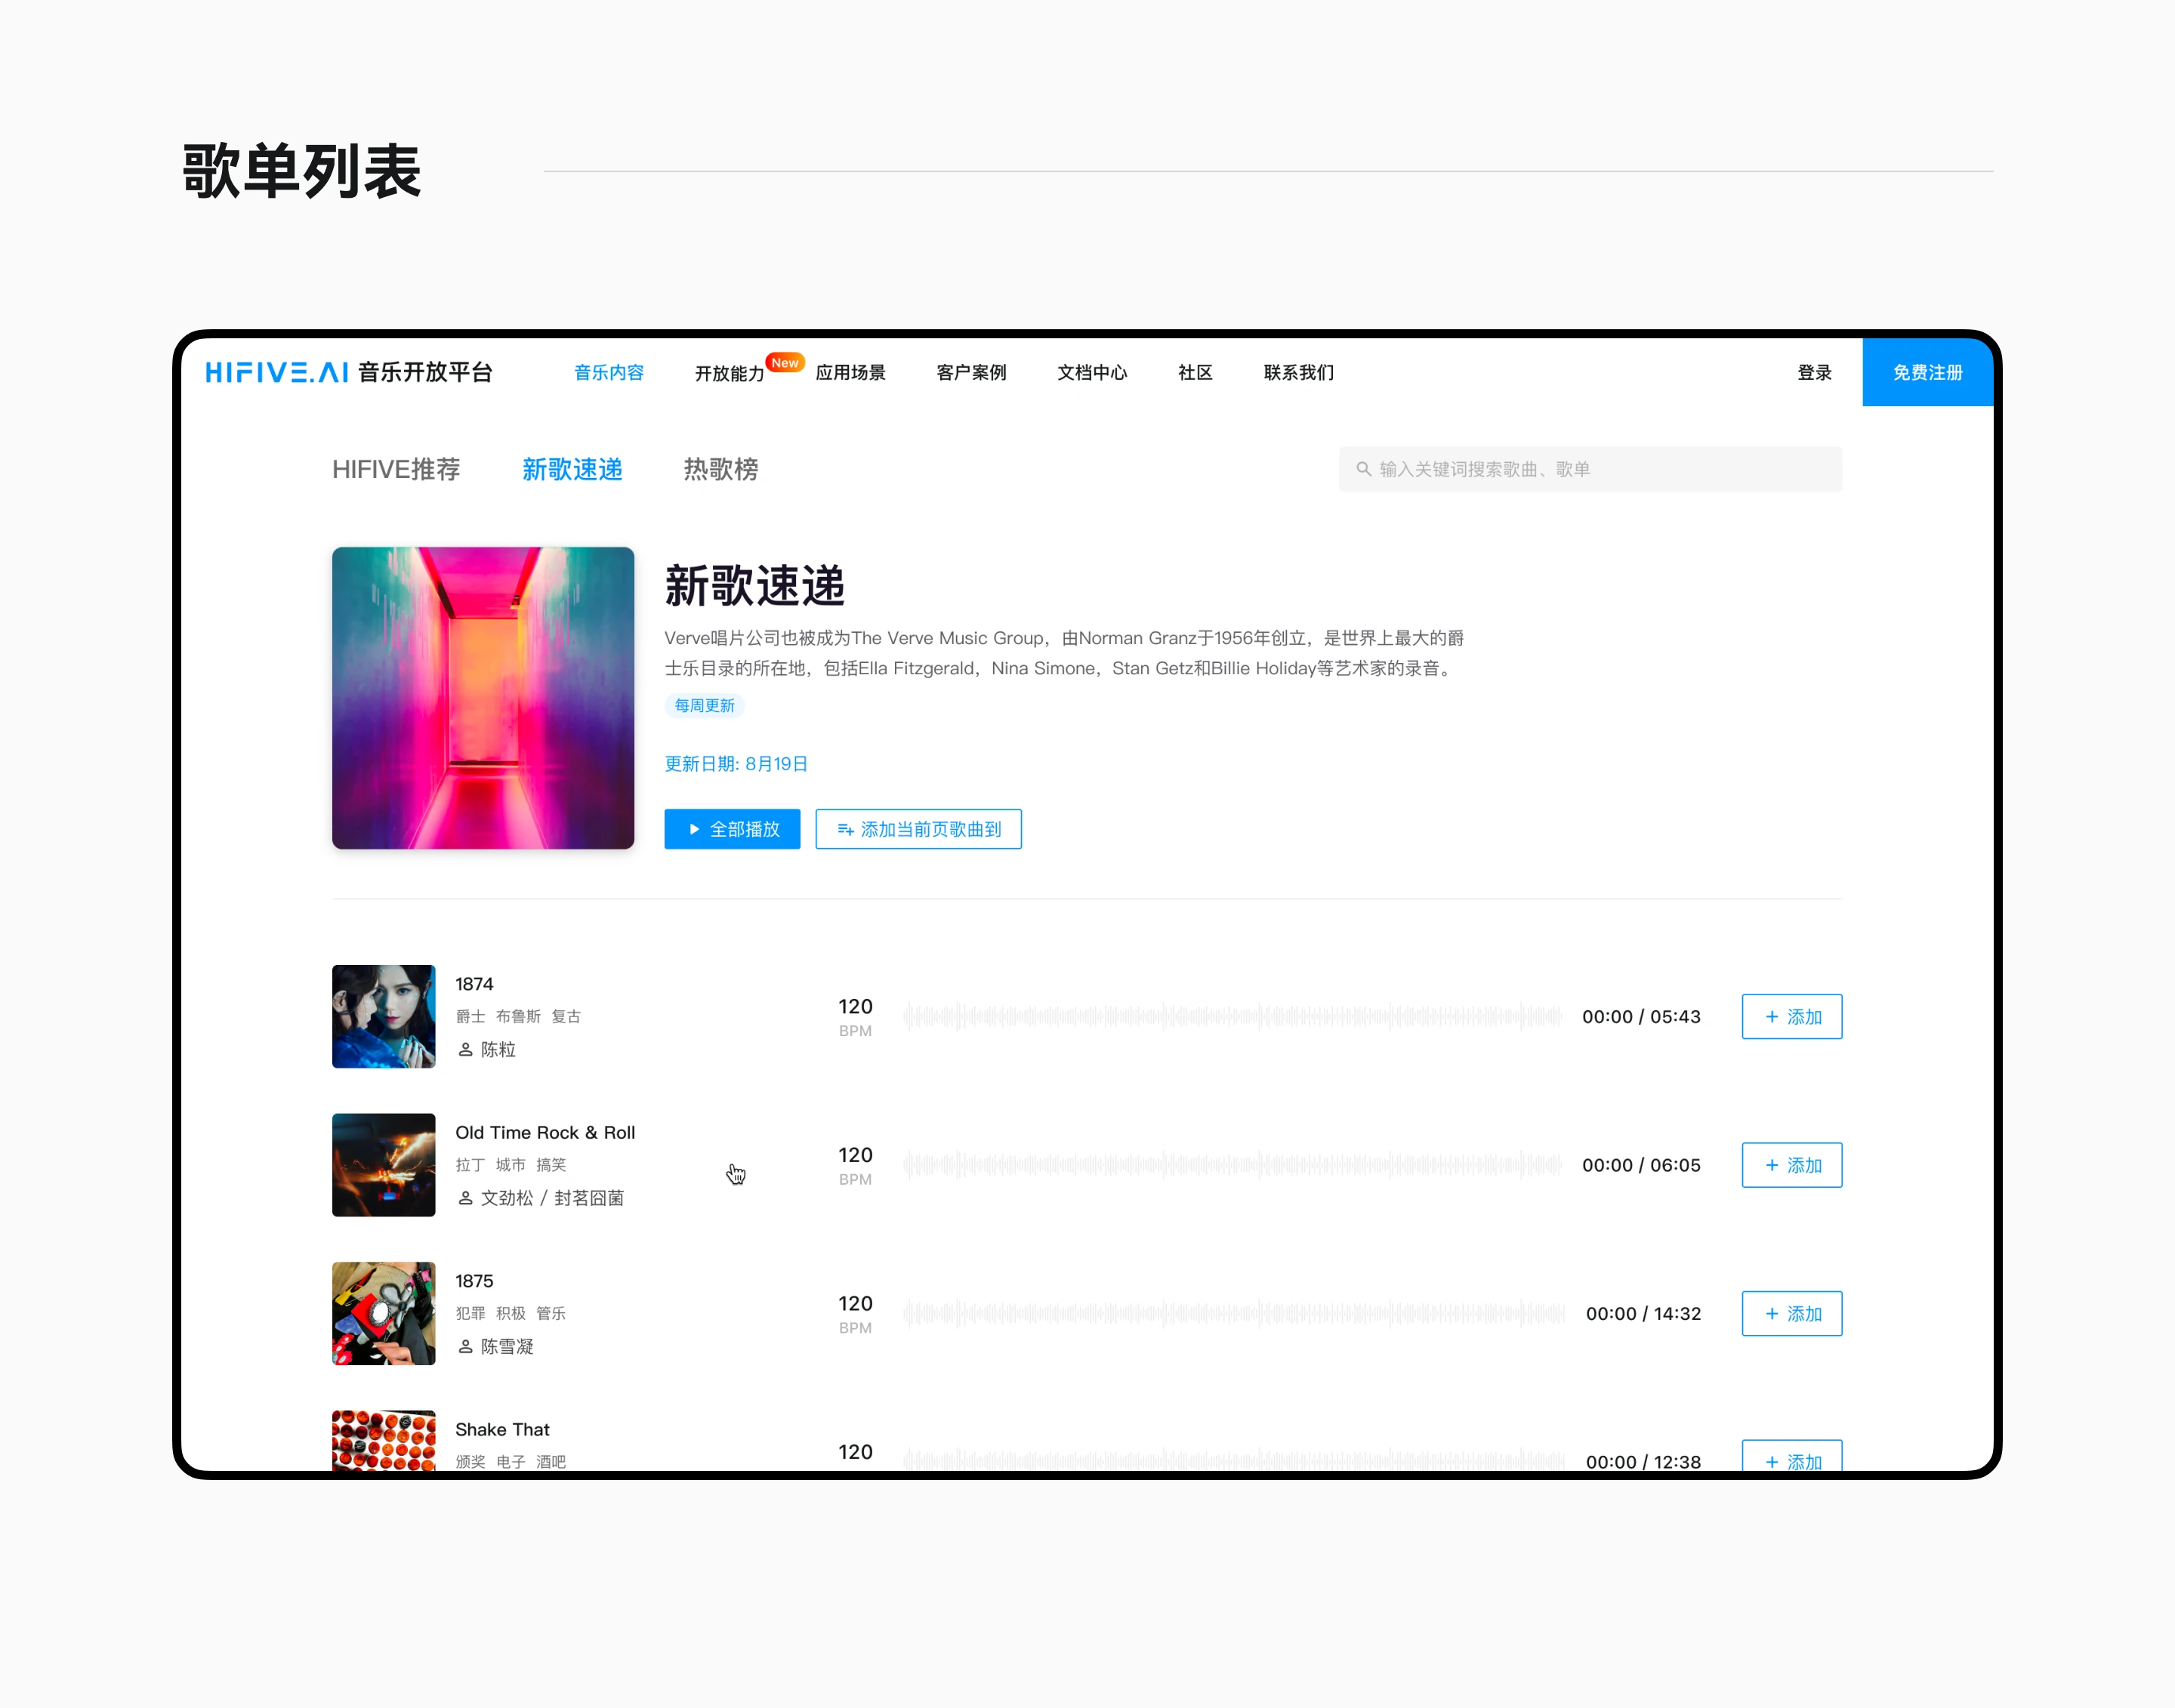 歌单列表
HIFIVE.AI 音乐开放平台
音乐内容
开放能力
New
应用场景
客户案例
文档中心
社区
联系我们
登录
免费注册
HIFIVE推荐
新歌速递
热歌榜
输入关键词搜索歌曲、歌单
新歌速递
Verve唱片公司也被成为The Verve Music Group，由Norman Granz于1956年创立，是世界上最大的爵
士乐目录的所在地，包括Ella Fitzgerald，Nina Simone，Stan Getz和Billie Holiday等艺术家的录音。
每周更新
更新日期: 8月19日
全部播放
添加当前页歌曲到
1874
爵士 布鲁斯 复古
陈粒
120
BPM
00:00 / 05:43
+ 添加
Old Time Rock & Roll
拉丁 城市 搞笑
文劲松 / 封茗囧菌
120
BPM
00:00 / 06:05
+ 添加
1875
犯罪 积极 管乐
陈雪凝
120
BPM
00:00 / 14:32
+ 添加
Shake That
颁奖 电子 酒吧
120
00:00 / 12:38
+ 添加